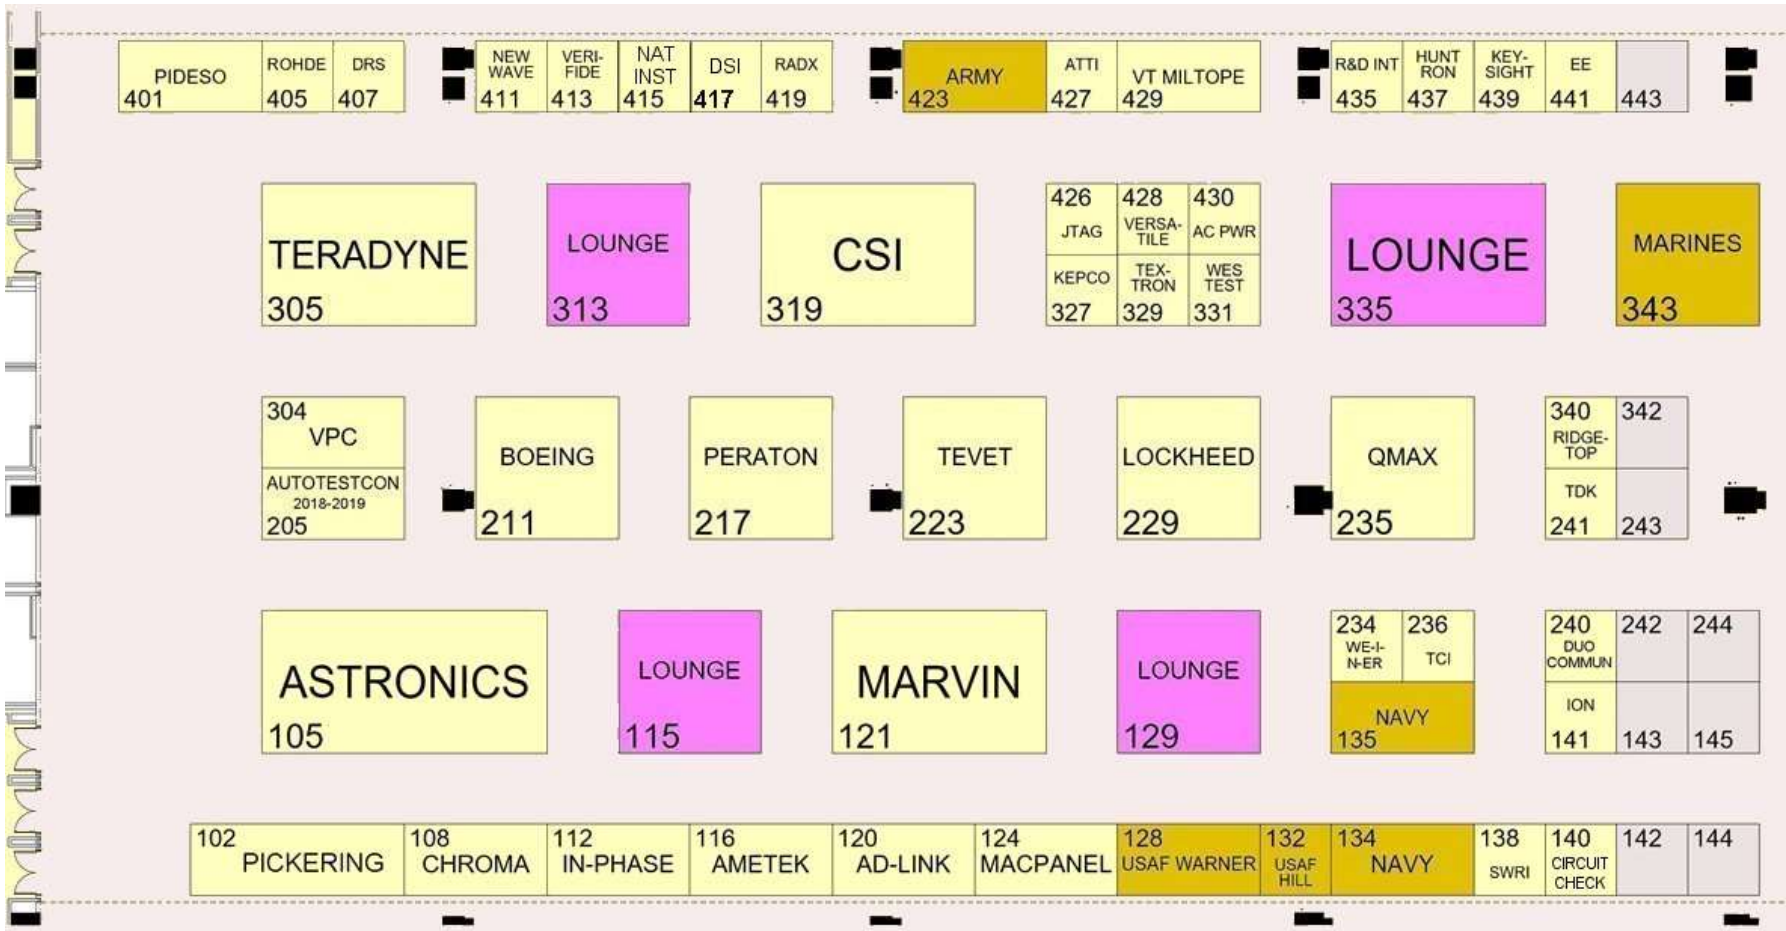 PIDESO
401
ROHDE
405
DRS
407
NEW
WAVE
411
VERI-
FIDE
413
NAT
INST
415
DSI
417
RADX
419
ARMY
423
ATTI
427
VT MILTOPE
429
R&D INT
435
HUNT
RON
437
KEY-
SIGHT
439
EE
441
443
TERADYNE
305
LOUNGE
313
CSI
319
426
JTAG
428
VERSA-
TILE
430
AC PWR
KEPCO
327
TEX-
TRON
329
WES
TEST
331
LOUNGE
335
MARINES
343
304
VPC
AUTOTESTCON
2018-2019
205
BOEING
211
PERATON
217
TEVET
223
LOCKHEED
229
QMAX
235
340
RIDGE-
TOP
342
TDK
241
243
ASTRONICS
105
LOUNGE
115
MARVIN
121
LOUNGE
129
234
WE-I-
N-ER
236
TCI
NAVY
135
240
DUO
COMMUN
242
244
ION
141
143
145
102
PICKERING
108
CHROMA
112
IN-PHASE
116
AMETEK
120
AD-LINK
124
MACPANEL
128
USAF WARNER
132
USAF
HILL
134
NAVY
138
SWRI
140
CIRCUIT
CHECK
142
144